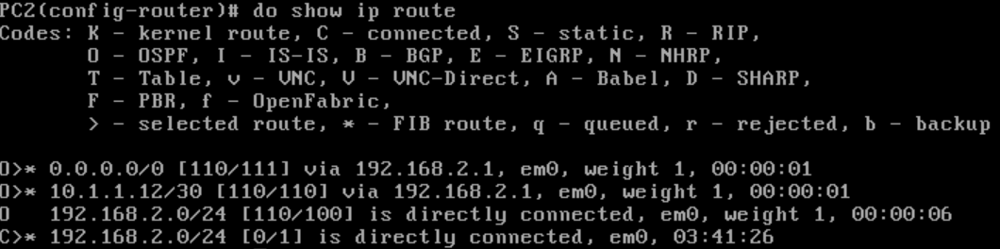 PC2(config-router)# do show ip route
Codes: K - kernel route, C - connected, S - static, R - RIP,
       O - OSPF, I - IS-IS, B - BGP, E - EIGRP, N - NHRP,
       T - Table, v - VNC, V - VNC-Direct, A - Babel, D - SHARP,
       F - PBR, f - OpenFabric,
       > - selected route, * - FIB route, q - queued, r - rejected, b - backup

O>* 0.0.0.0/0 [110/111] via 192.168.2.1, em0, weight 1, 00:00:01
O>* 10.1.1.12/30 [110/110] via 192.168.2.1, em0, weight 1, 00:00:01
O   192.168.2.0/24 [110/100] is directly connected, em0, weight 1, 00:00:06
C>* 192.168.2.0/24 [0/1] is directly connected, em0, 03:41:26